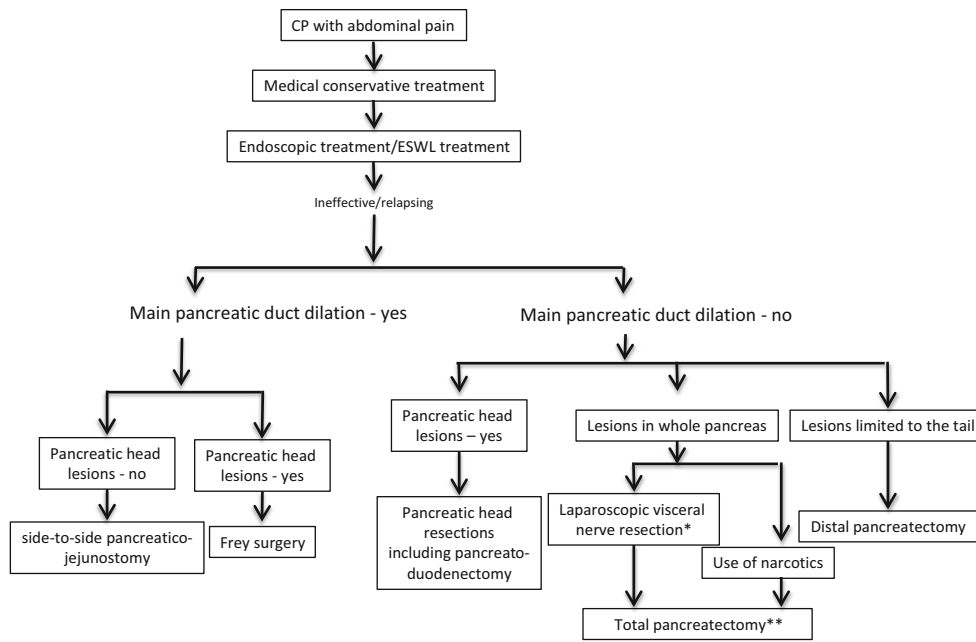 CP with abdominal pain
Medical conservative treatment
Endoscopic treatment/ESWL treatment
Ineffective/relapsing
Main pancreatic duct dilation - yes
Main pancreatic duct dilation - no
Pancreatic head
lesions - no
Pancreatic head
lesions - yes
Pancreatic head
lesions – yes
Lesions in whole pancreas
Lesions limited to the tail
side-to-side pancreatico-
jejunostomy
Frey surgery
Pancreatic head
resections
including pancreato-
duodenectomy
Laparoscopic visceral
nerve resection*
Use of narcotics
Distal pancreatectomy
Total pancreatectomy**